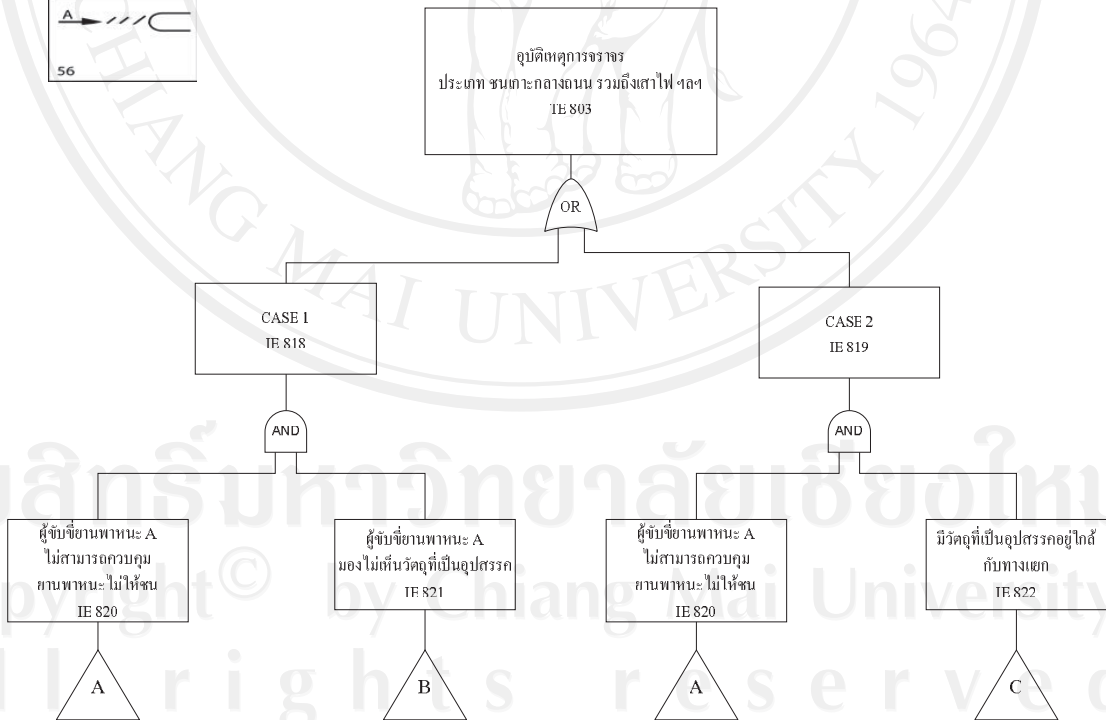 A
56
อุบัติเหตุการจราจร
ประเภท ชนเกาะกลางถนน รวมถึงเสาไฟ ฯลฯ
TE 803
OR
CASE 1
IE 818
CASE 2
IE 819
AND
AND
ผู้ขับขี่ยานพาหนะ A
ไม่สามารถควบคุม
ยานพาหนะไม่ให้ชน
IE 820
ผู้ขับขี่ยานพาหนะ A
มองไม่เห็นวัตถุที่เป็นอุปสรรค
IE 821
ผู้ขับขี่ยานพาหนะ A
ไม่สามารถควบคุม
ยานพาหนะไม่ให้ชน
IE 820
มีวัตถุที่เป็นอุปสรรคอยู่ใกล้
กับทางแยก
IE 822
A
B
A
C
CHIANG MAI UNIVERSITY 1964
สิทธิ์มหาวิทยาลัยเชียงให
by Chiang Mai University
rights reserve